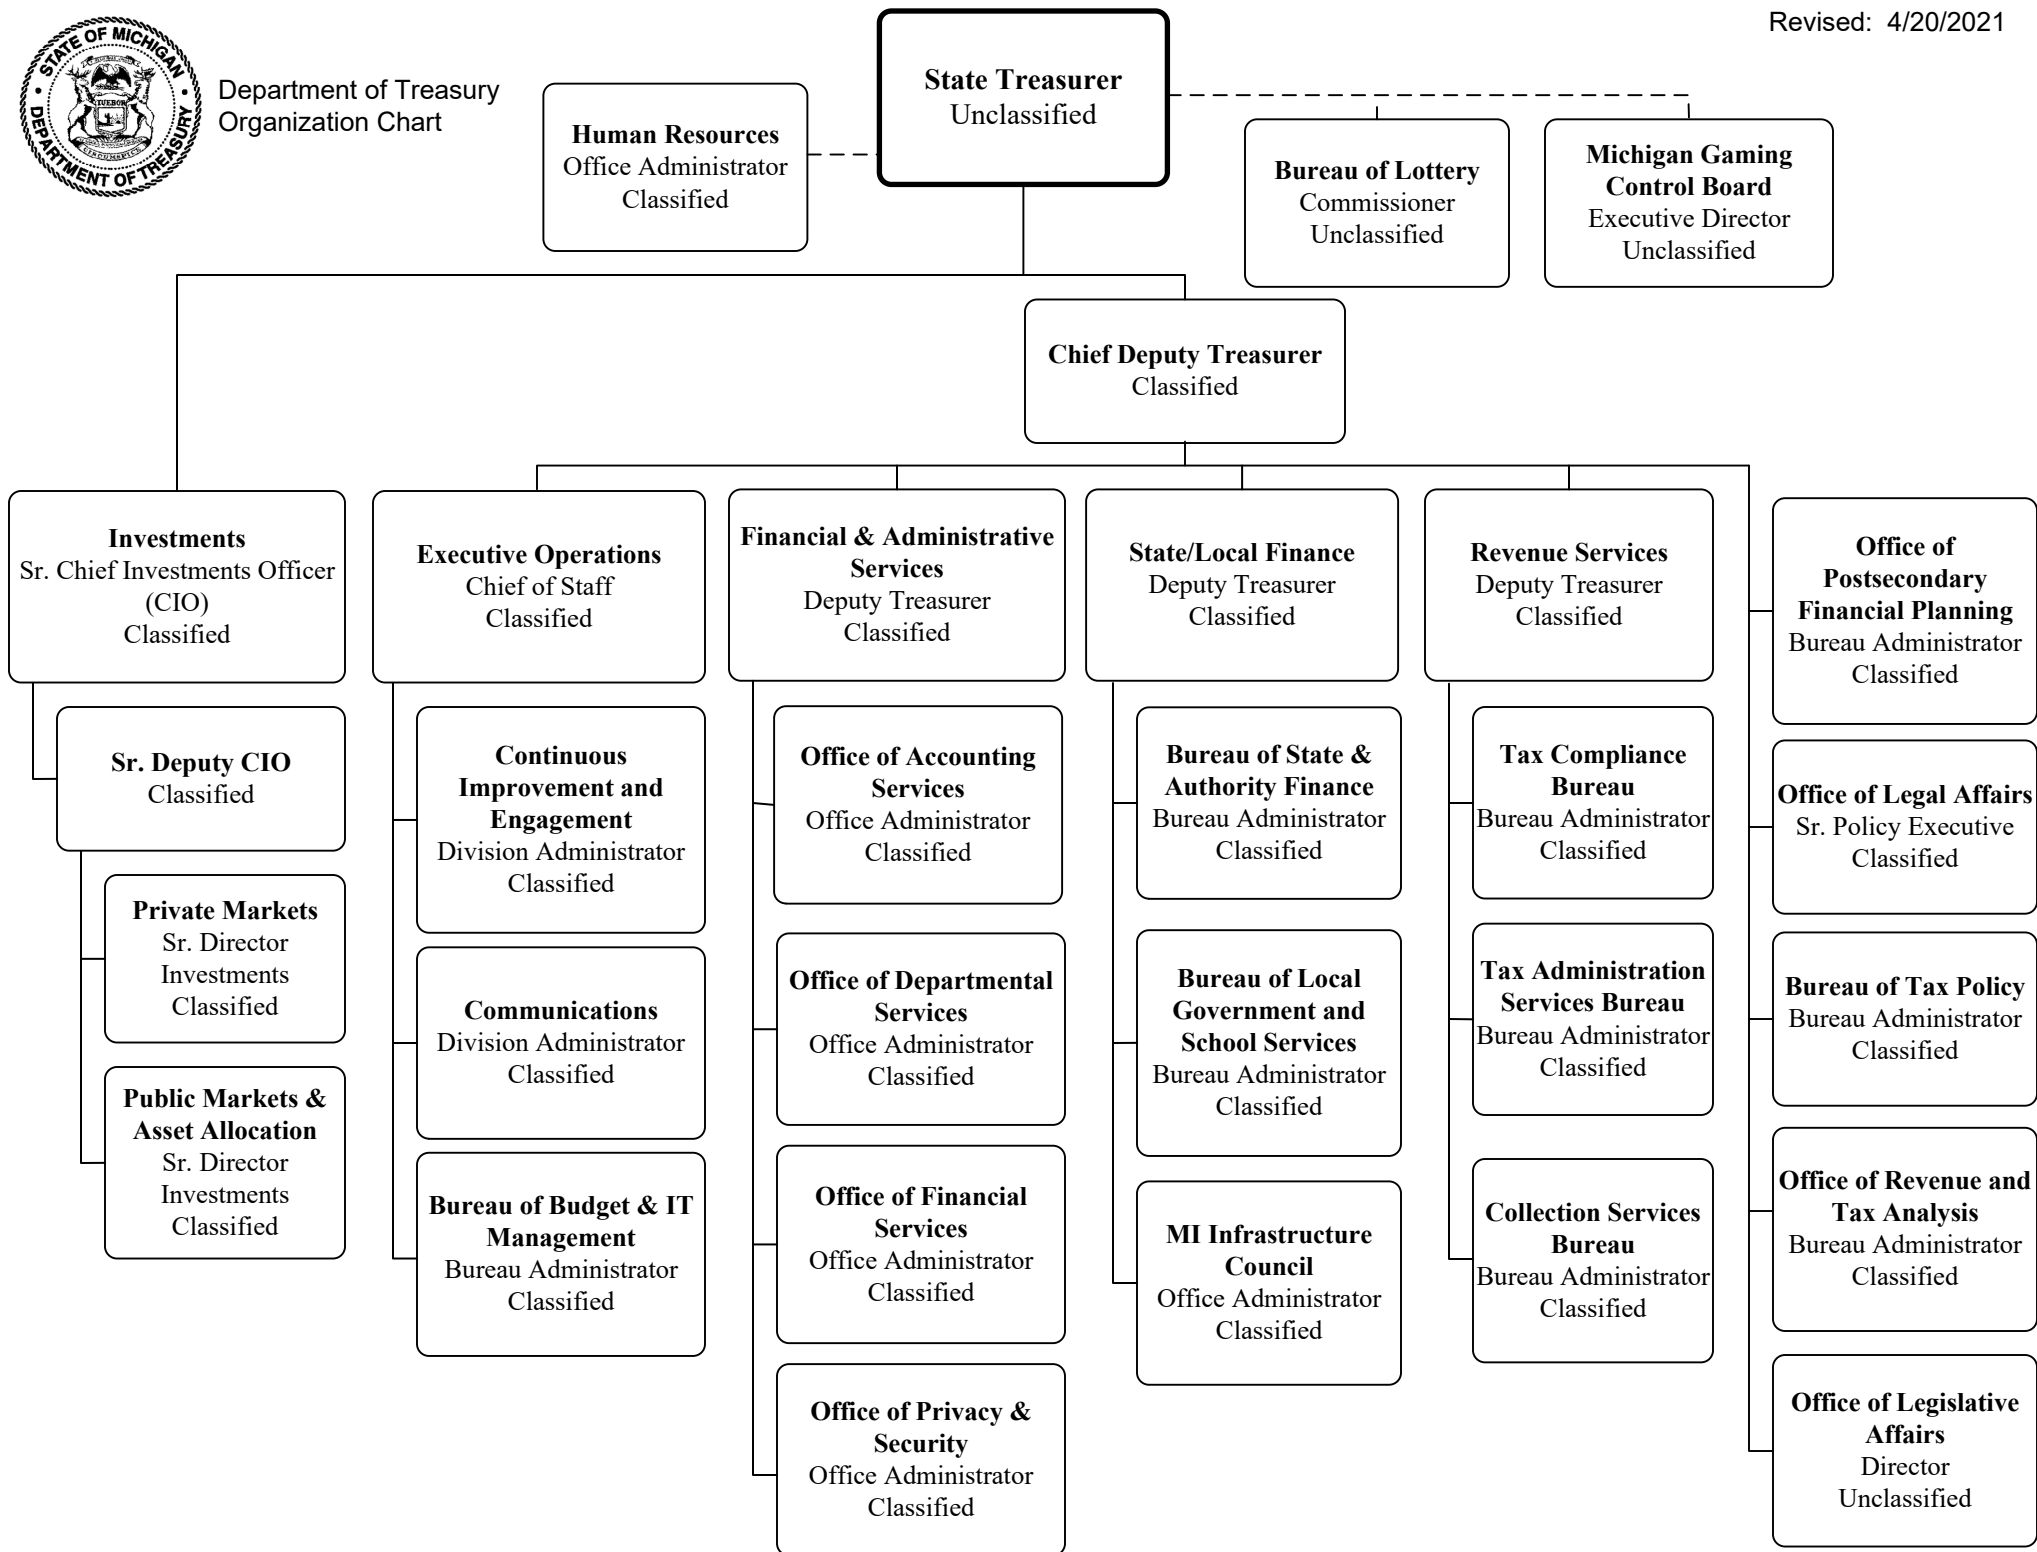 Revised: 4/20/2021
STATE OF MICHIGAN
DEPARTMENT OF TREASURY
TUEBOR
CIRCUMSPICE
Department of Treasury
Organization Chart
State Treasurer
Unclassified
Human Resources
Office Administrator
Classified
Bureau of Lottery
Commissioner
Unclassified
Michigan Gaming
Control Board
Executive Director
Unclassified
Chief Deputy Treasurer
Classified
Investments
Sr. Chief Investments Officer
(CIO)
Classified
Sr. Deputy CIO
Classified
Private Markets
Sr. Director
Investments
Classified
Public Markets &
Asset Allocation
Sr. Director
Investments
Classified
Executive Operations
Chief of Staff
Classified
Continuous
Improvement and
Engagement
Division Administrator
Classified
Communications
Division Administrator
Classified
Bureau of Budget & IT
Management
Bureau Administrator
Classified
Financial & Administrative
Services
Deputy Treasurer
Classified
Office of Accounting
Services
Office Administrator
Classified
Office of Departmental
Services
Office Administrator
Classified
Office of Financial
Services
Office Administrator
Classified
Office of Privacy &
Security
Office Administrator
Classified
State/Local Finance
Deputy Treasurer
Classified
Bureau of State &
Authority Finance
Bureau Administrator
Classified
Bureau of Local
Government and
School Services
Bureau Administrator
Classified
MI Infrastructure
Council
Office Administrator
Classified
Revenue Services
Deputy Treasurer
Classified
Tax Compliance
Bureau
Bureau Administrator
Classified
Tax Administration
Services Bureau
Bureau Administrator
Classified
Collection Services
Bureau
Bureau Administrator
Classified
Office of
Postsecondary
Financial Planning
Bureau Administrator
Classified
Office of Legal Affairs
Sr. Policy Executive
Classified
Bureau of Tax Policy
Bureau Administrator
Classified
Office of Revenue and
Tax Analysis
Bureau Administrator
Classified
Office of Legislative
Affairs
Director
Unclassified